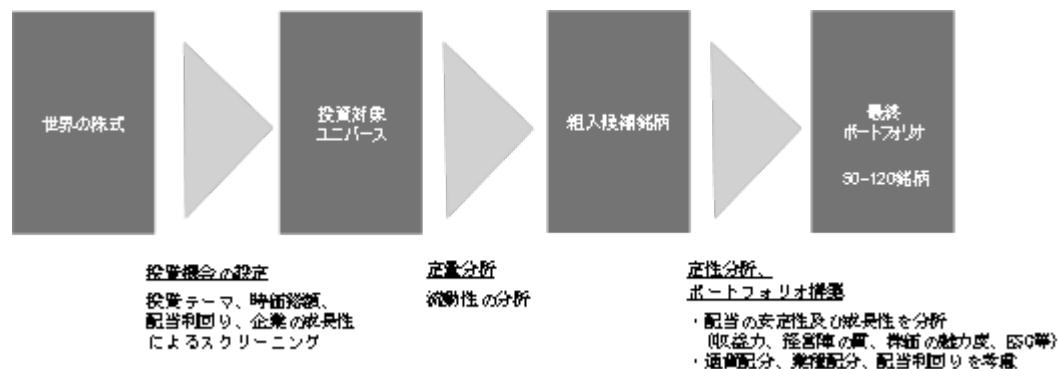 世界の株式
投資対象
ユニバース
組入候補銘柄
最終
ポートフォリオ
80-120銘柄
投資機会の設定
投資テーマ、時価総額、
配当利回り、企業の成長性
によるスクリーニング
定量分析
流動性の分析
定性分析、
ポートフォリオ構築
・配当の安定性及び成長性を分析
(収益力、経営陣の質、株価の魅力度、ESG等)
・通貨配分、業種配分、配当利回りを考慮